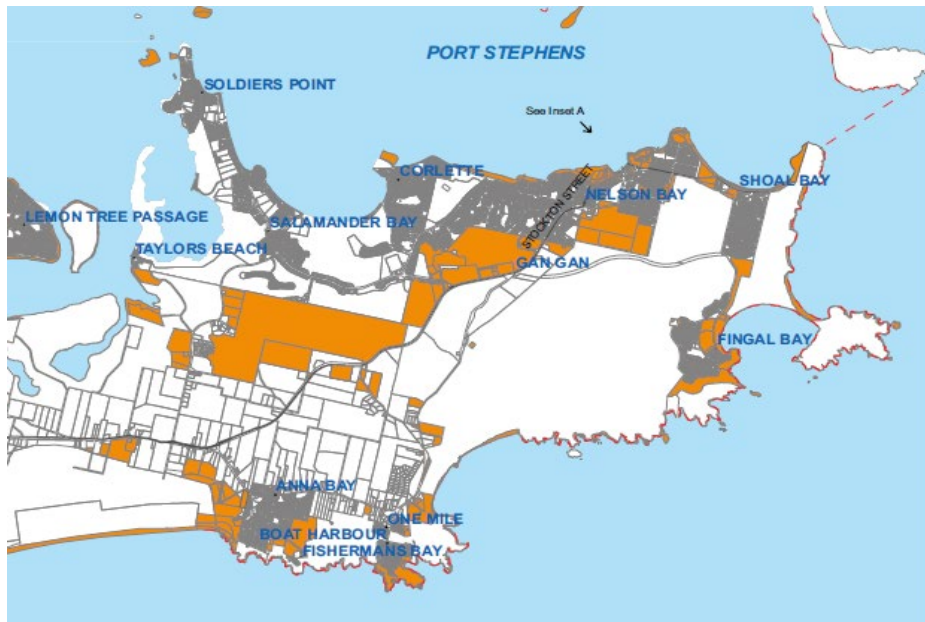 PORT STEPHENS
SOLDIERS POINT
See Inset A
CORLETTE
SHOAL BAY
NELSON BAY
STOCKTON STREET
LEMON TREE PASSAGE
SALAMANDER BAY
TAYLORS BEACH
GAN GAN
FINGAL BAY
ANNA BAY
ONE MILE
BOAT HARBOUR
FISHERMANS BAY